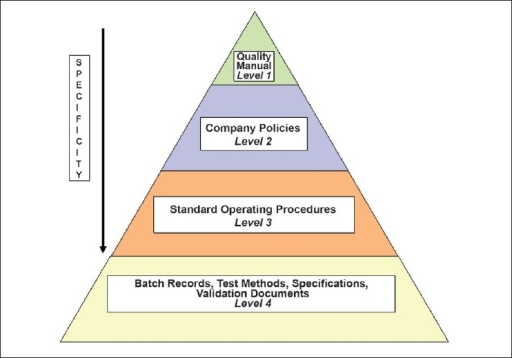 SPECIFICITY
Quality
Manual
Level 1
Company Policies
Level 2
Standard Operating Procedures
Level 3
Batch Records, Test Methods, Specifications,
Validation Documents
Level 4